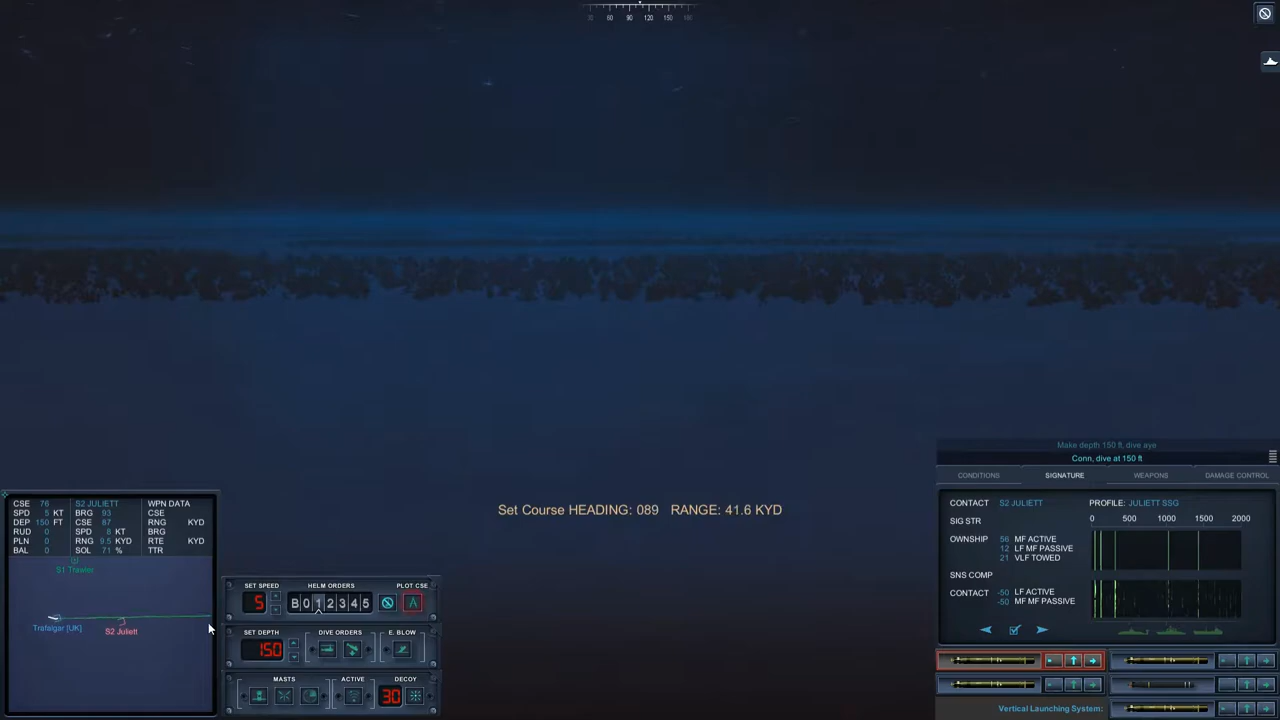 30 60 90 120 150 180
Set Course HEADING: 089 RANGE: 41.6 KYD
CSE 76 S2 JULIETT WPN DATA
SPD 5 KT BRG 93 CSE
DEP 150 FT CSE 87 RNG KYD
RUD 0 SPD 8 KT BRG
PLN 0 RNG 9.5 KYD RTE KYD
BAL 0 SOL 71 % TTR
S1 Trawler
Trafalgar [UK]
S2 Juliett
SET SPEED HELM ORDERS PLOT CSE
5 B 0 1 2 3 4 5
SET DEPTH DIVE ORDERS E. BLOW
150
MASTS ACTIVE DECOY
30
Make depth 150 ft, dive aye
Conn, dive at 150 ft
CONDITIONS SIGNATURE WEAPONS DAMAGE CONTROL
CONTACT S2 JULIETT PROFILE: JULIETT SSG
SIG STR 0 500 1000 1500 2000
OWNSHIP 56 MF ACTIVE
12 LF MF PASSIVE
21 VLF TOWED
SNS COMP
CONTACT -50 LF ACTIVE
-50 MF MF PASSIVE
Vertical Launching System: